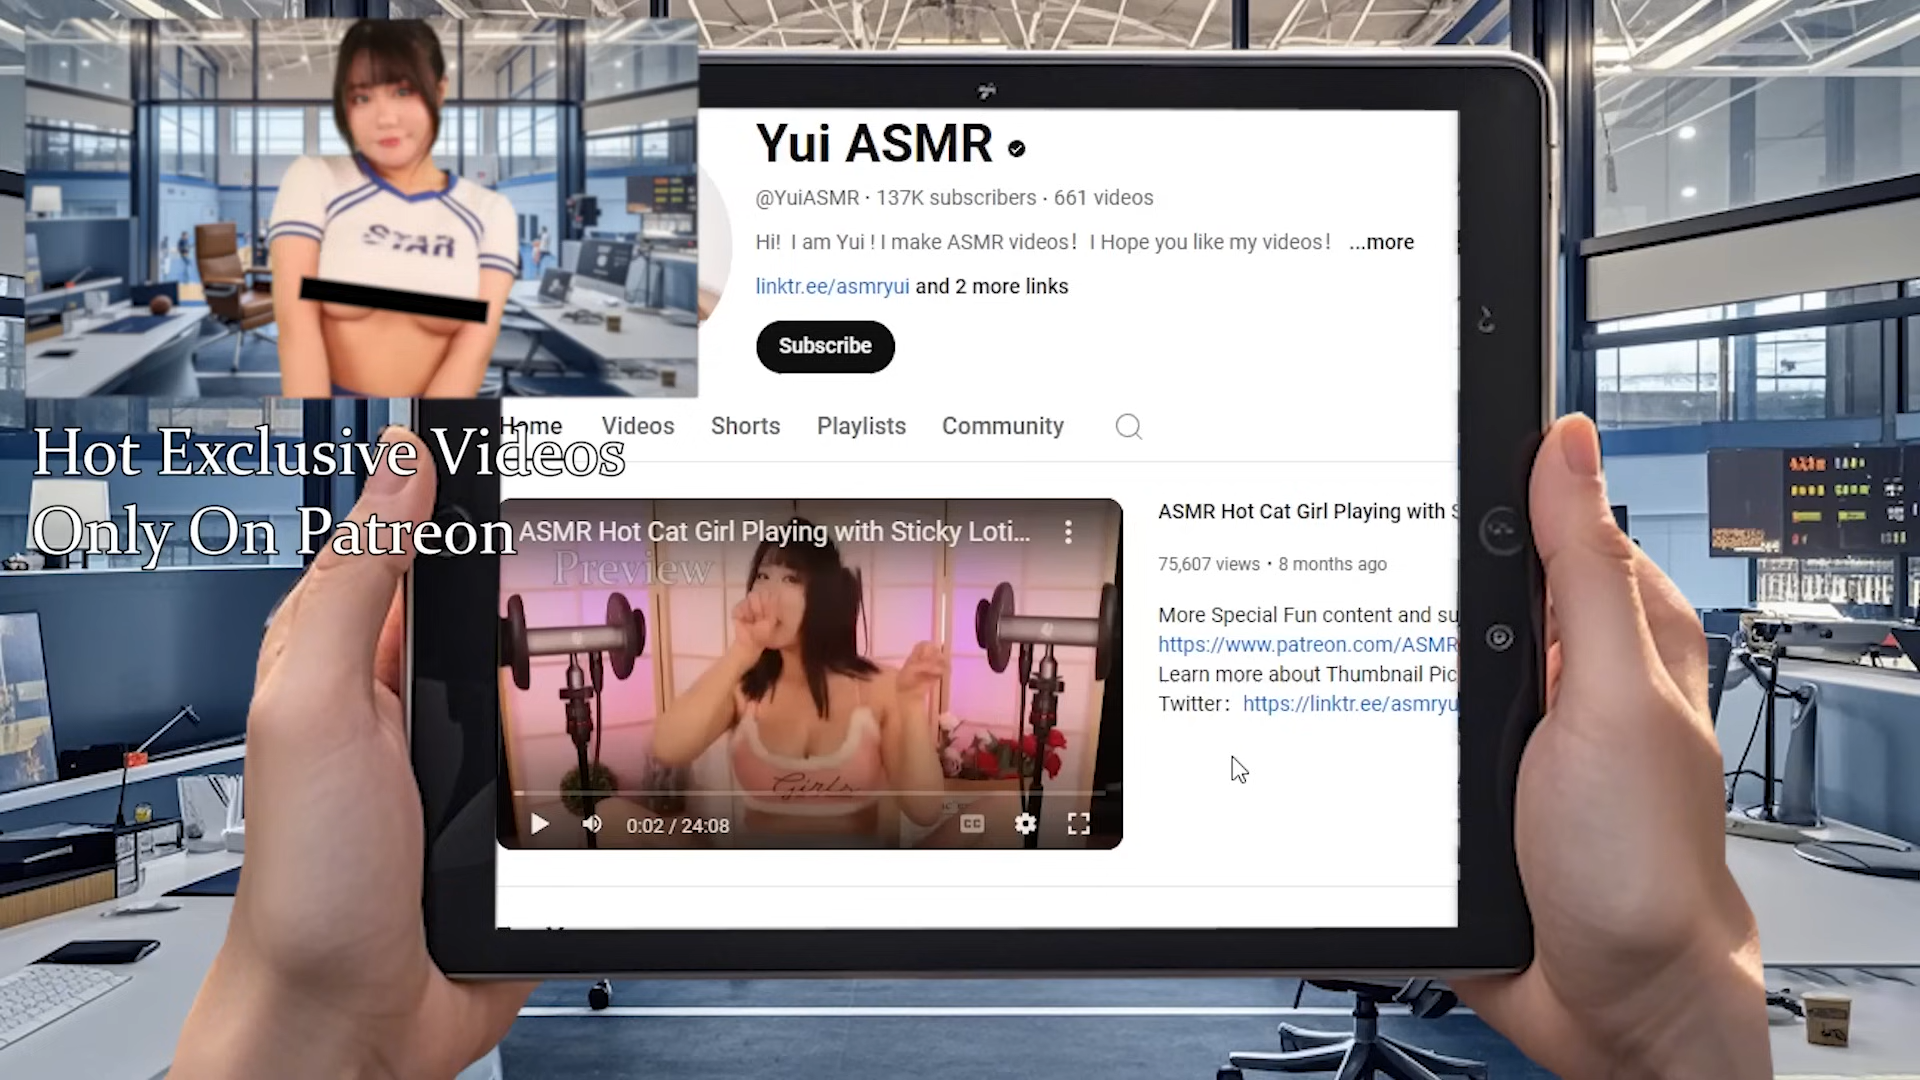 STAR
Hot Exclusive Videos
Only On Patreon
Yui ASMR
@YuiASMR · 137K subscribers · 661 videos
Hi! I am Yui ! I make ASMR videos！ I Hope you like my videos！ ...more
linktr.ee/asmryui and 2 more links
Subscribe
Home Videos Shorts Playlists Community
ASMR Hot Cat Girl Playing with Sticky Loti...
Preview
Girls
0:02 / 24:08
CC
ASMR Hot Cat Girl Playing with
75,607 views • 8 months ago
More Special Fun content and su
https://www.patreon.com/ASMR
Learn more about Thumbnail Pic
Twitter： https://linktr.ee/asmryu